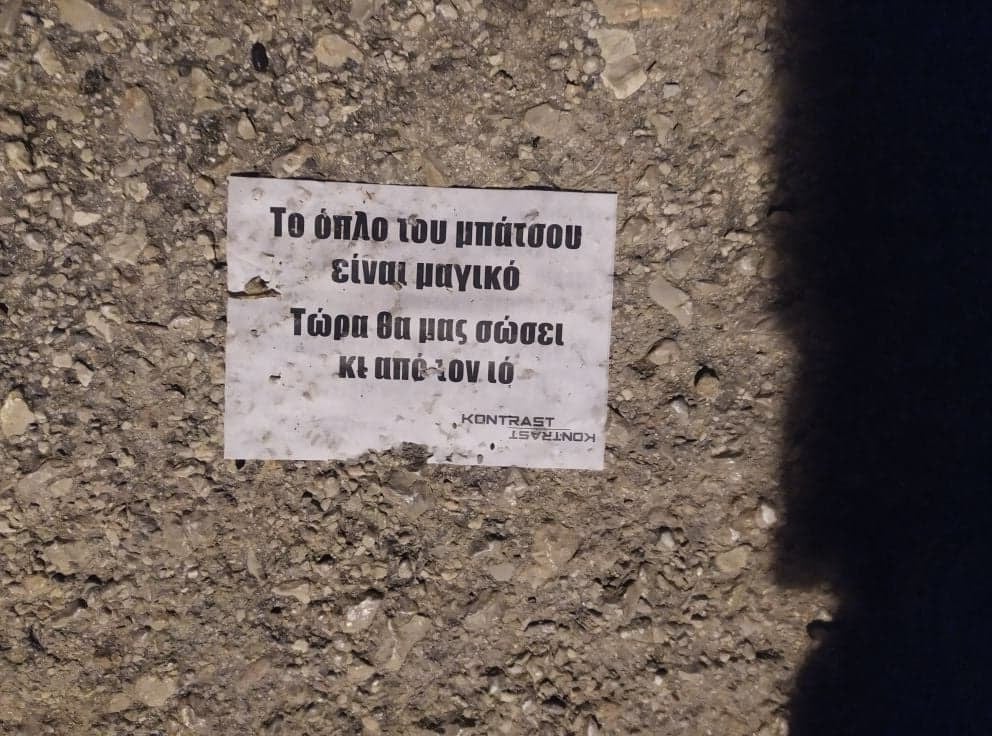 Το όπλο του μπάτσου
είναι μαγικό
Τώρα θα μας σώσει
κι από τον ιό
KONTRAST
KONTRAST